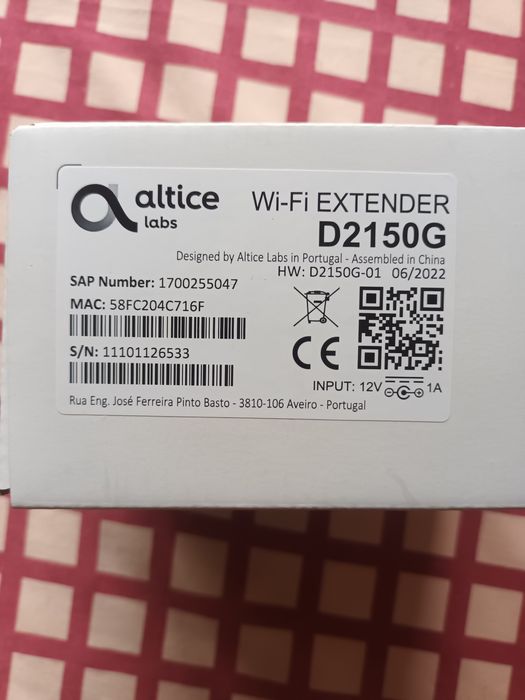 altice
labs
Wi-Fi EXTENDER
D2150G
Designed by Altice Labs in Portugal - Assembled in China
HW: D2150G-01 06/2022
SAP Number: 1700255047
MAC: 58FC204C716F
S/N: 11101126533
CE
INPUT: 12V 1A
Rua Eng. José Ferreira Pinto Basto - 3810-106 Aveiro - Portugal